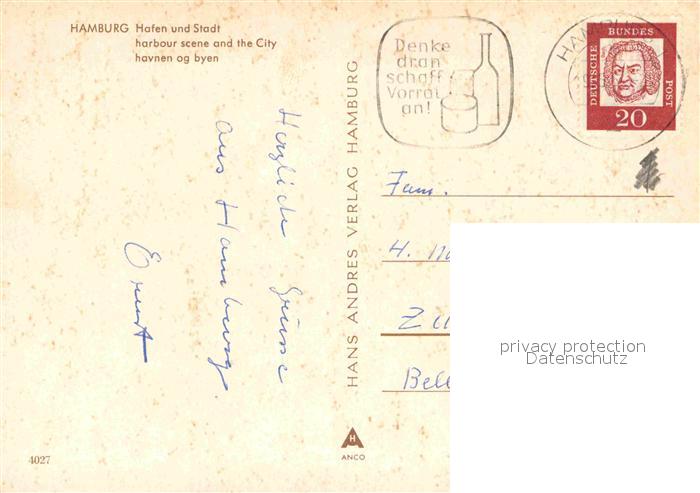 HAMBURG Hafen und Stadt
harbour scene and the City
havnen og byen
Denke
dran
schaff
Vorrat
an!
HAMBURG
DEUTSCHE
BUNDES
POST
20
Herzliche Grüsse
aus Hamburg.
Ernst
HANS ANDRES VERLAG HAMBURG
Fam.
H.
privacy protection
Datenschutz
H
ANCO
4027